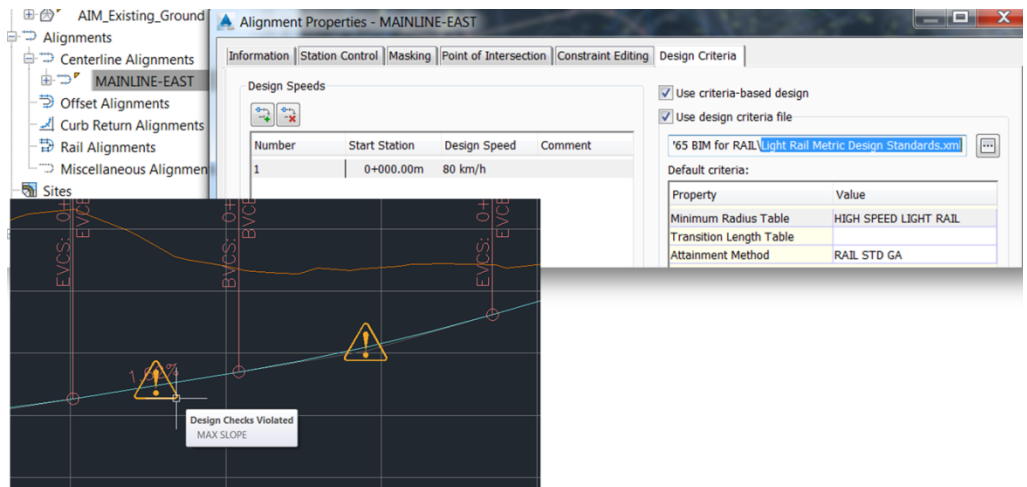 AIM_Existing_Ground
Alignments
Centerline Alignments
MAINLINE-EAST
Offset Alignments
Curb Return Alignments
Rail Alignments
Miscellaneous Alignmen
Sites
Alignment Properties - MAINLINE-EAST
Information Station Control Masking Point of Intersection Constraint Editing Design Criteria
Design Speeds
Number Start Station Design Speed Comment
1 0+000.00m 80 km/h
Use criteria-based design
Use design criteria file
'65 BIM for RAIL\Light Rail Metric Design Standards.xml
Default criteria:
Property Value
Minimum Radius Table HIGH SPEED LIGHT RAIL
Transition Length Table
Attainment Method RAIL STD GA
EVCS: 0+
BVCE
BVCS: 0+
BVCE
EVCS: 0+
EVCE
Design Checks Violated
MAX SLOPE